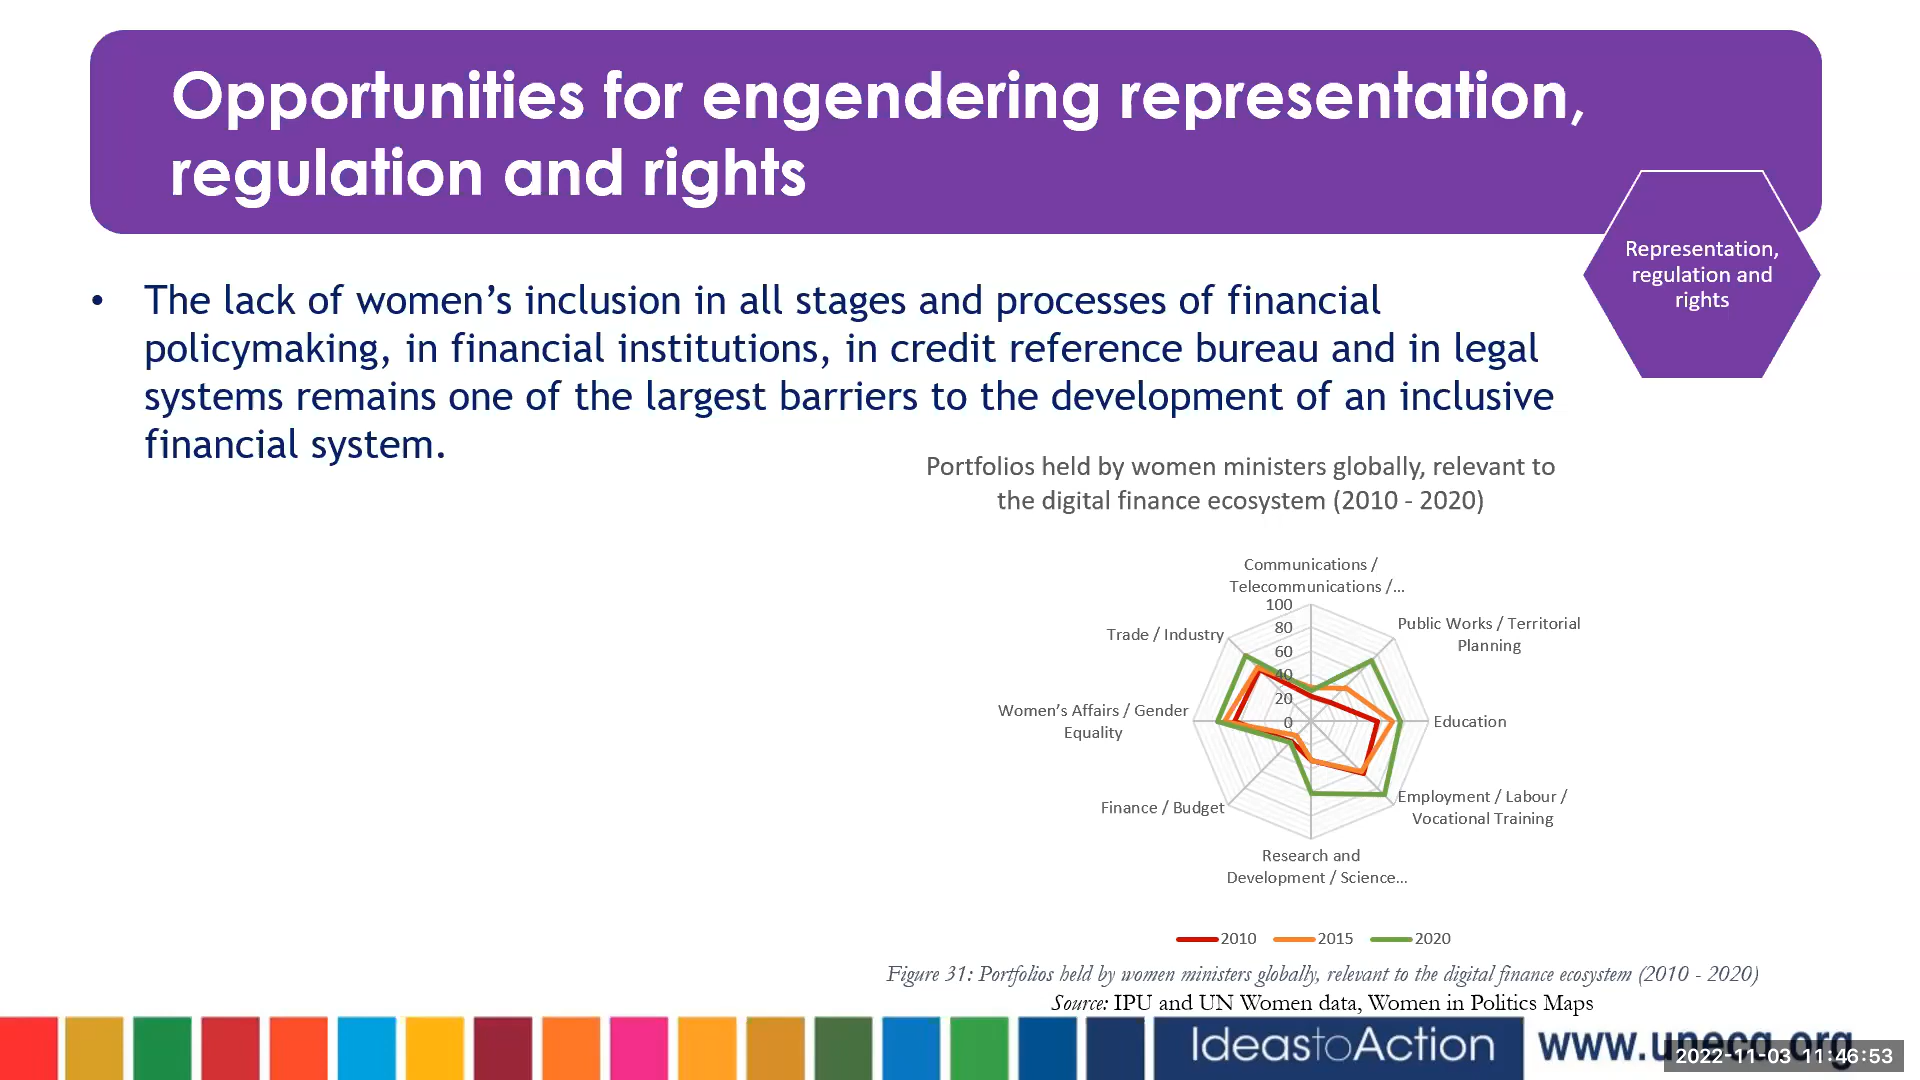 Opportunities for engendering representation,
regulation and rights
Representation,
regulation and
rights
• The lack of women’s inclusion in all stages and processes of financial
policymaking, in financial institutions, in credit reference bureau and in legal
systems remains one of the largest barriers to the development of an inclusive
financial system.
Portfolios held by women ministers globally, relevant to
the digital finance ecosystem (2010 - 2020)
Communications /
Telecommunications /...
100
80
60
40
20
0
Public Works / Territorial
Planning
Education
Employment / Labour /
Vocational Training
Research and
Development / Science...
Finance / Budget
Women’s Affairs / Gender
Equality
Trade / Industry
2010 2015 2020
Figure 31: Portfolios held by women ministers globally, relevant to the digital finance ecosystem (2010 - 2020)
Source: IPU and UN Women data, Women in Politics Maps
IdeastoAction
www.uneca.org
2022-11-03 11:46:53